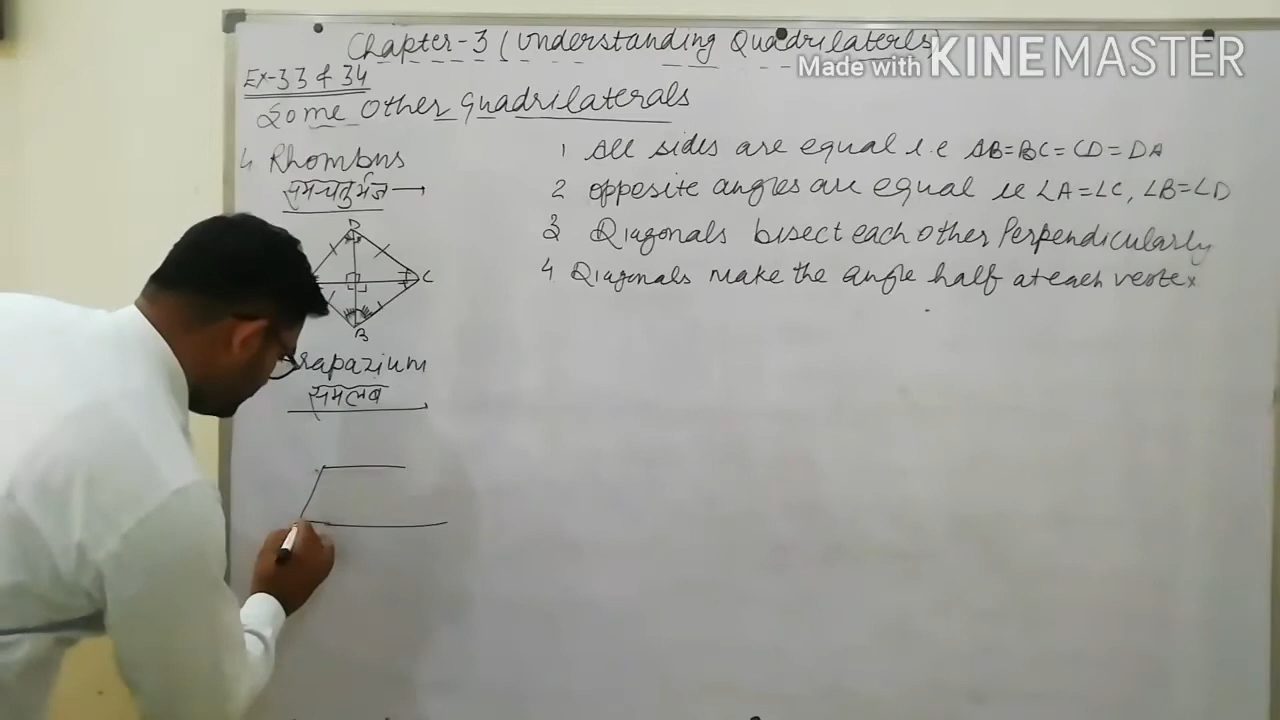 Chapter-3 (Understanding Quadrilaterls)
Made with KINEMASTER
Ex-3 3 & 3 4
Some Other quadrilaterals
4 Rhombus
समचतुर्भुज
D
C
B
1 All sides are equal i.e AB=BC=CD=DA
2 opposite angles are equal ie ∠A=∠C, ∠B=∠D
3 Diagonals bisect each other Perpendicularly
4 Diagonals make the angle half at each vertex
rapazium
समलंब